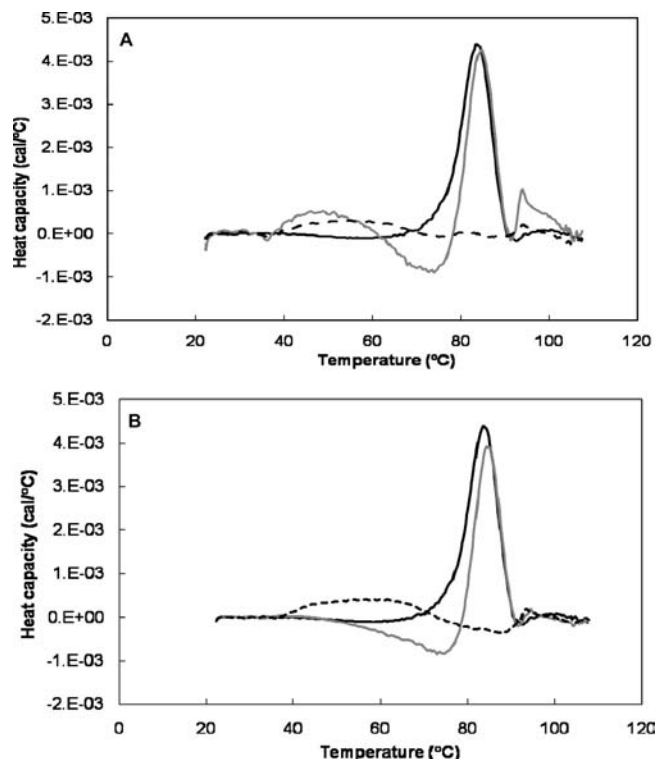 A
5.E-03
4.E-03
3.E-03
2.E-03
1.E-03
0.E+00
-1.E-03
-2.E-03
Heat capacity (cal/ºC)
0 20 40 60 80 100 120
Temperature (ºC)
B
5.E-03
4.E-03
3.E-03
2.E-03
1.E-03
0.E+00
-1.E-03
-2.E-03
Heat capacity (cal/ºC)
0 20 40 60 80 100 120
Temperature (ºC)